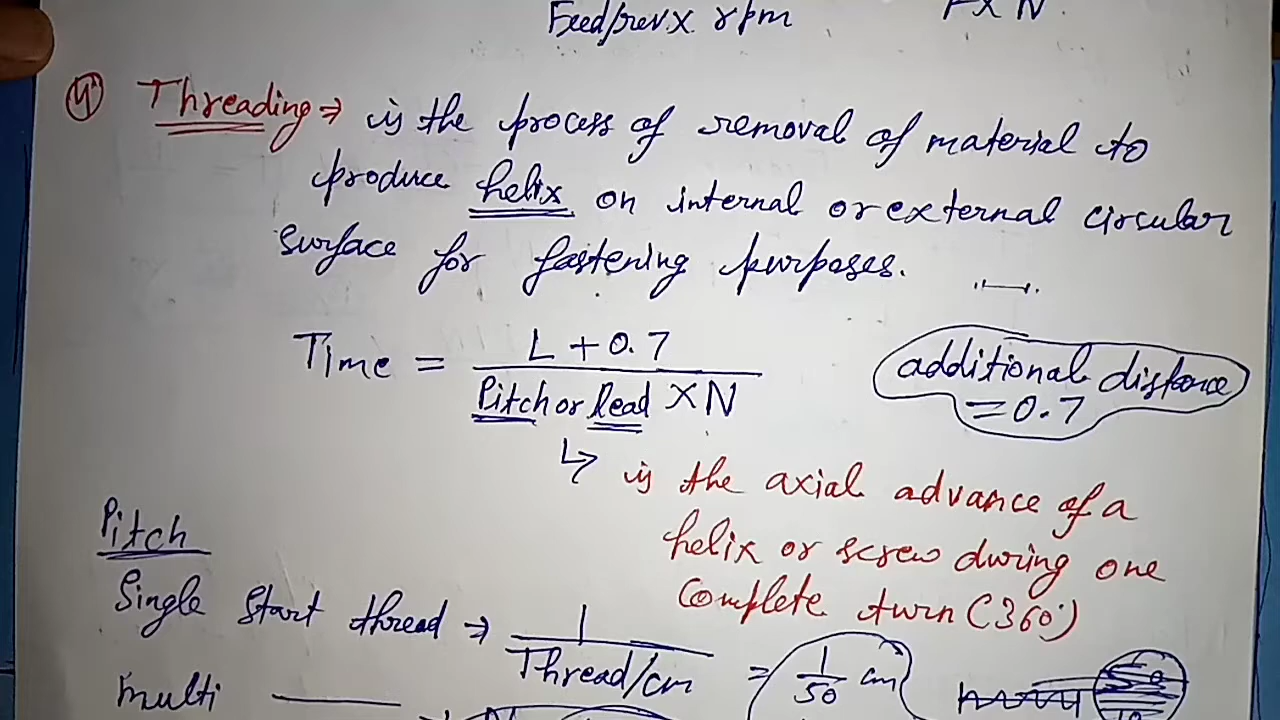 Feed/rev. x rpm F x N
4 Threading ⇒ is the process of removal of material to
produce helix on internal or external circular
surface for fastening purposes.
Time = L + 0.7
Pitch or lead x N
additional distance
= 0.7
↳ is the axial advance of a
helix or screw during one
complete turn (360°)
Pitch
Single start thread ⇒ 1
Thread/cm
= 1
50 cm
multi